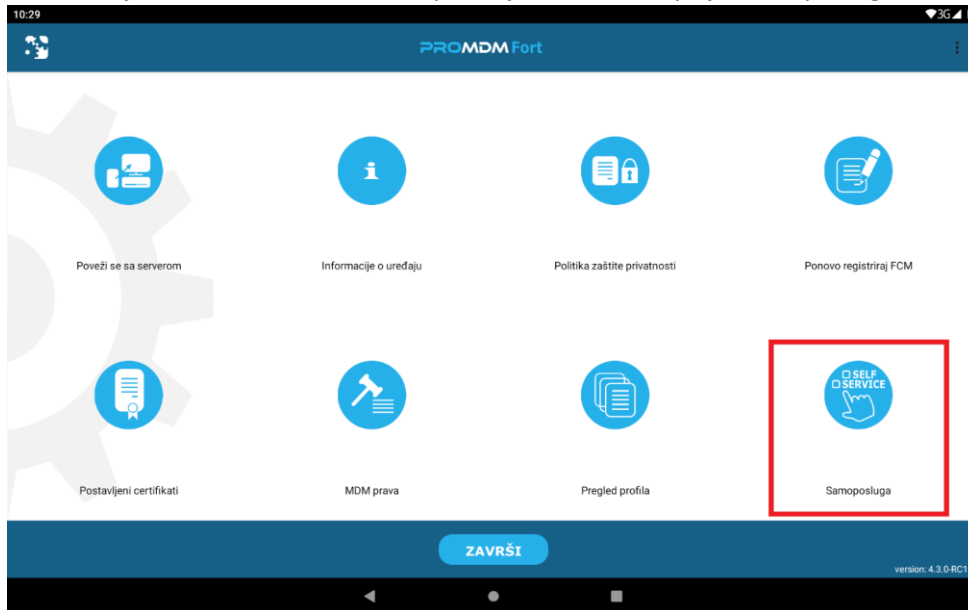 10:29
3G
PROMDM Fort
i
Poveži se sa serverom
Informacije o uređaju
Politika zaštite privatnosti
Ponovo registriraj FCM
SELF
SERVICE
Postavljeni certifikati
MDM prava
Pregled profila
Samoposluga
ZAVRŠI
version: 4.3.0-RC1